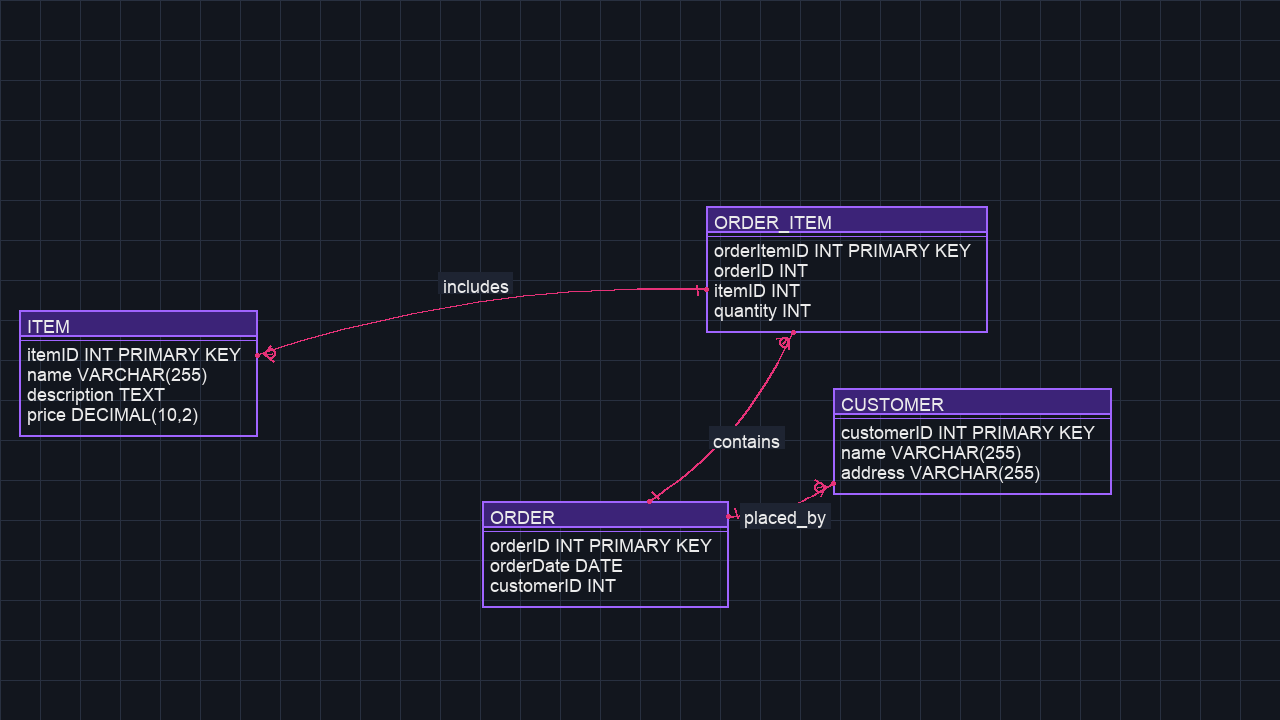 ORDER_ITEM
orderItemID INT PRIMARY KEY
orderID INT
itemID INT
quantity INT
includes
ITEM
itemID INT PRIMARY KEY
name VARCHAR(255)
description TEXT
price DECIMAL(10,2)
CUSTOMER
customerID INT PRIMARY KEY
name VARCHAR(255)
address VARCHAR(255)
contains
placed_by
ORDER
orderID INT PRIMARY KEY
orderDate DATE
customerID INT